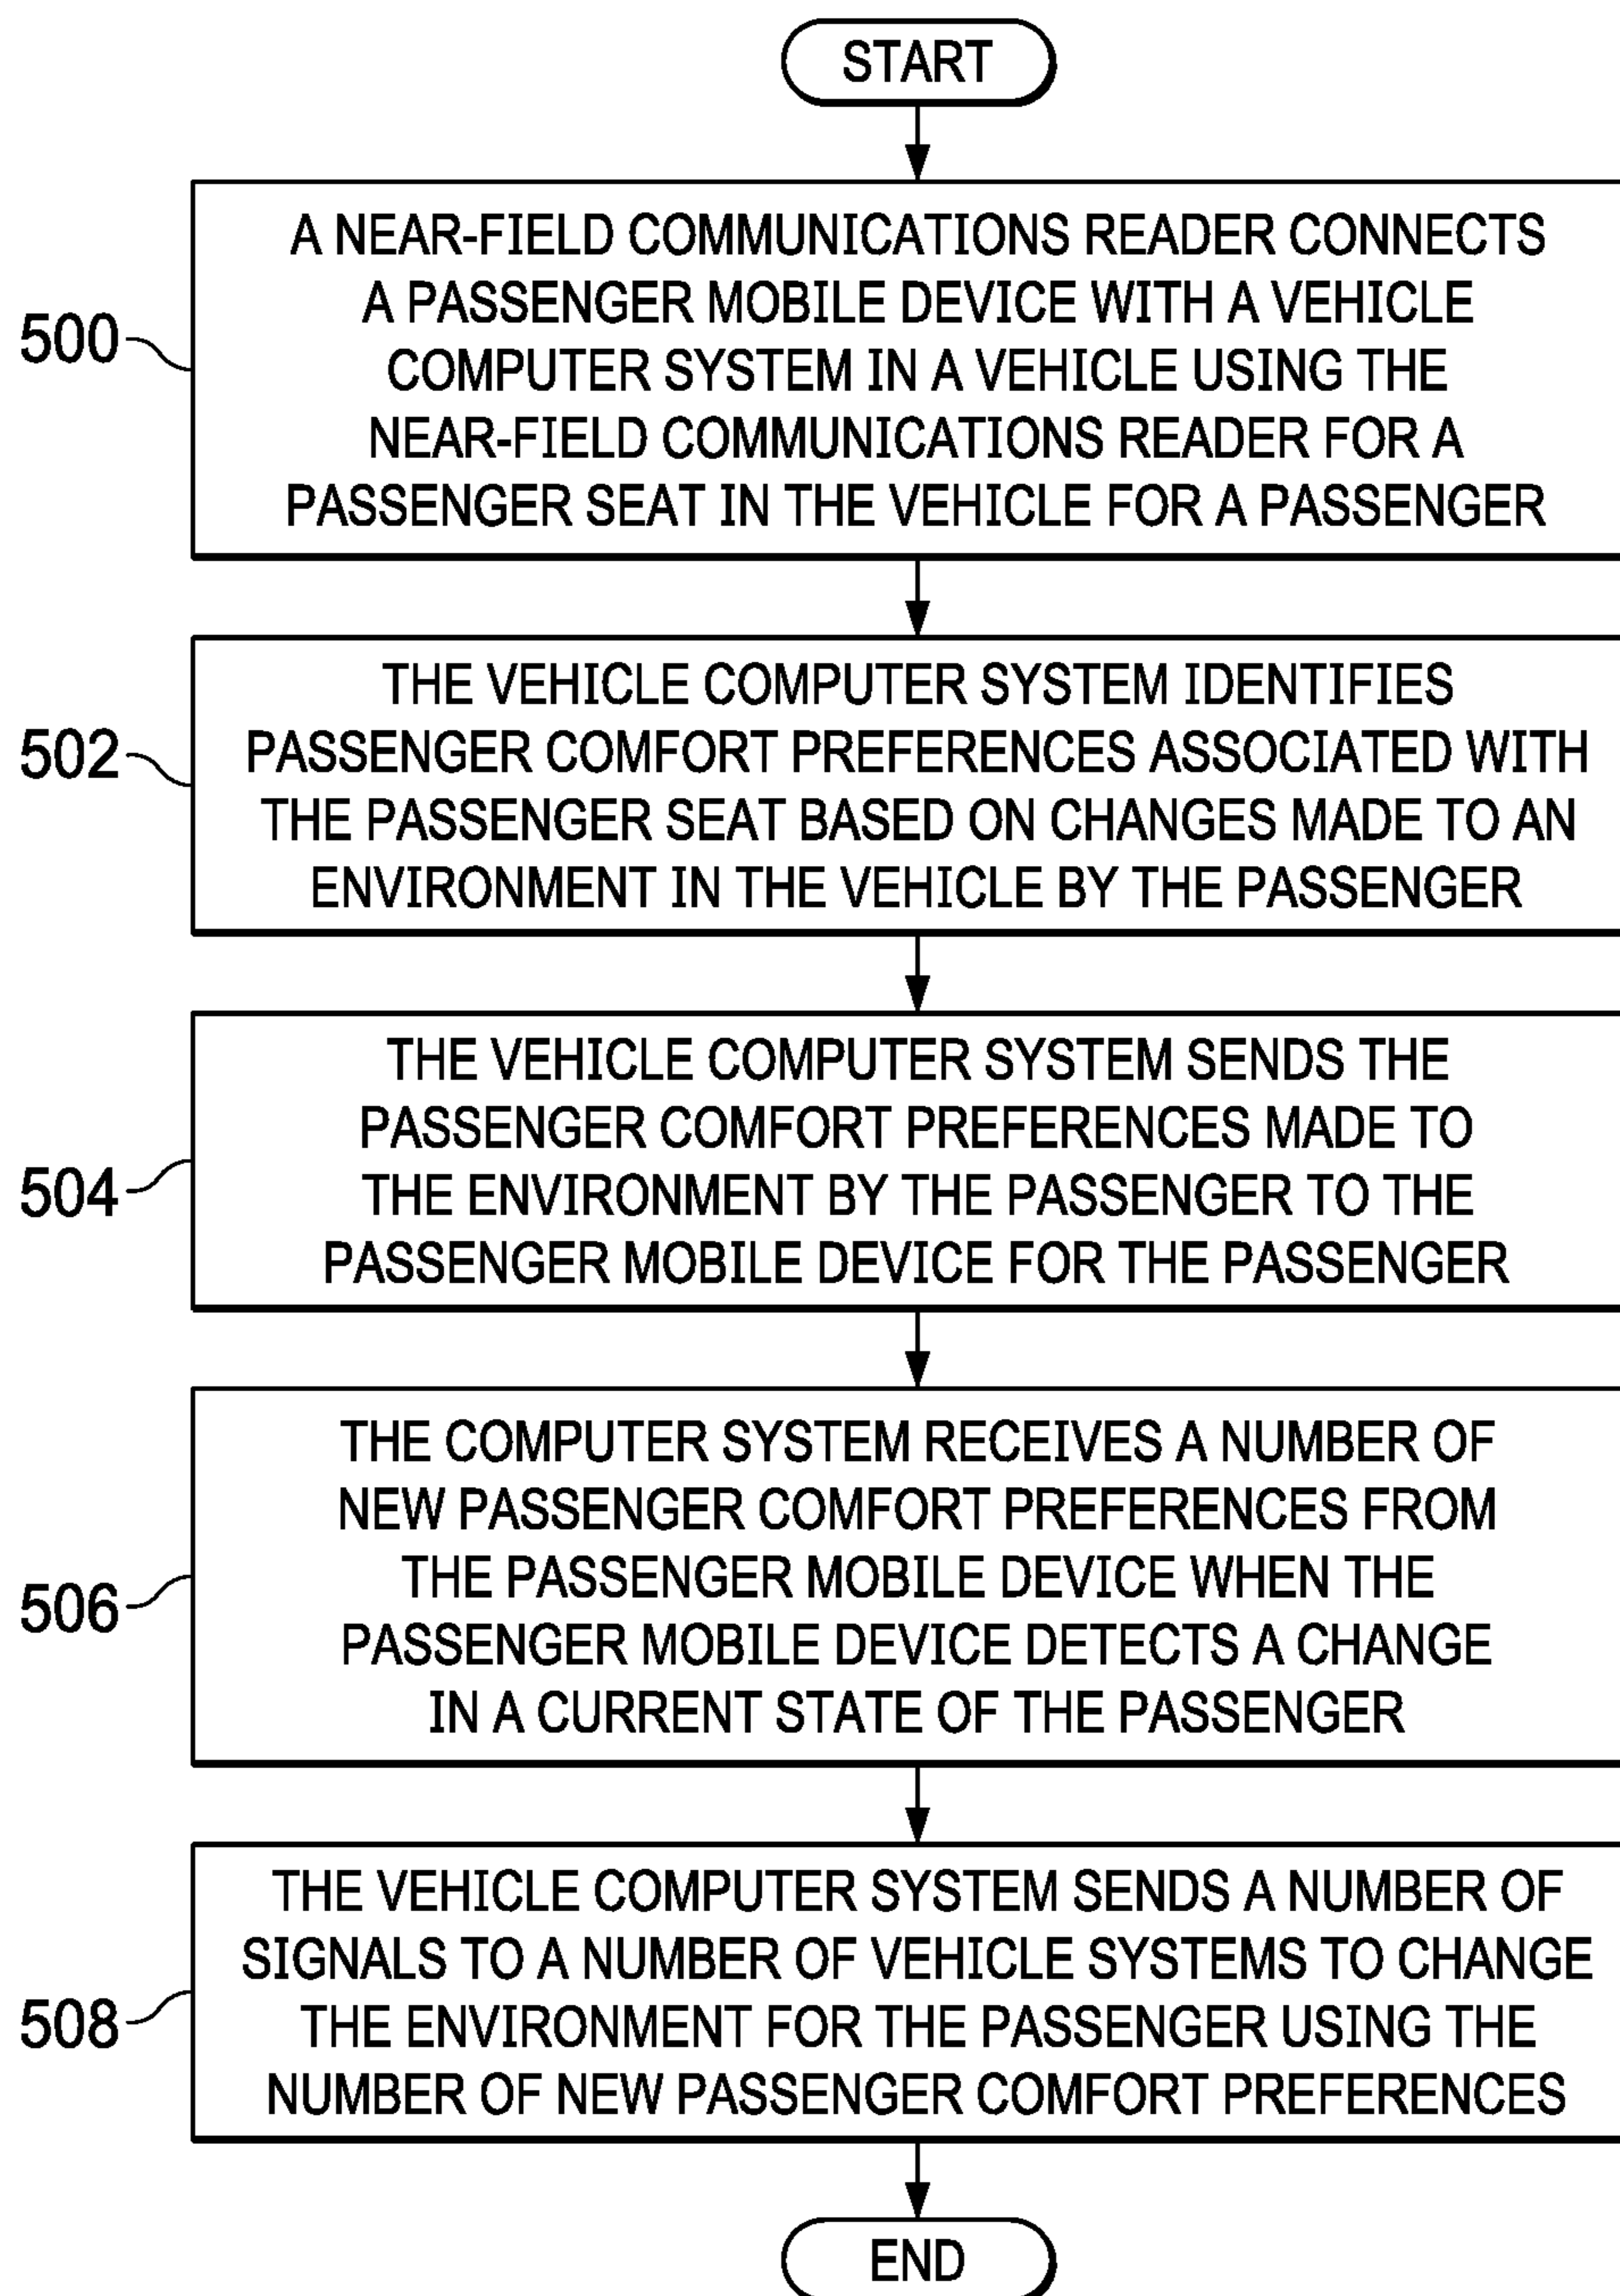 START
500
A NEAR-FIELD COMMUNICATIONS READER CONNECTS
A PASSENGER MOBILE DEVICE WITH A VEHICLE
COMPUTER SYSTEM IN A VEHICLE USING THE
NEAR-FIELD COMMUNICATIONS READER FOR A
PASSENGER SEAT IN THE VEHICLE FOR A PASSENGER
502
THE VEHICLE COMPUTER SYSTEM IDENTIFIES
PASSENGER COMFORT PREFERENCES ASSOCIATED WITH
THE PASSENGER SEAT BASED ON CHANGES MADE TO AN
ENVIRONMENT IN THE VEHICLE BY THE PASSENGER
504
THE VEHICLE COMPUTER SYSTEM SENDS THE
PASSENGER COMFORT PREFERENCES MADE TO
THE ENVIRONMENT BY THE PASSENGER TO THE
PASSENGER MOBILE DEVICE FOR THE PASSENGER
506
THE COMPUTER SYSTEM RECEIVES A NUMBER OF
NEW PASSENGER COMFORT PREFERENCES FROM
THE PASSENGER MOBILE DEVICE WHEN THE
PASSENGER MOBILE DEVICE DETECTS A CHANGE
IN A CURRENT STATE OF THE PASSENGER
508
THE VEHICLE COMPUTER SYSTEM SENDS A NUMBER OF
SIGNALS TO A NUMBER OF VEHICLE SYSTEMS TO CHANGE
THE ENVIRONMENT FOR THE PASSENGER USING THE
NUMBER OF NEW PASSENGER COMFORT PREFERENCES
END